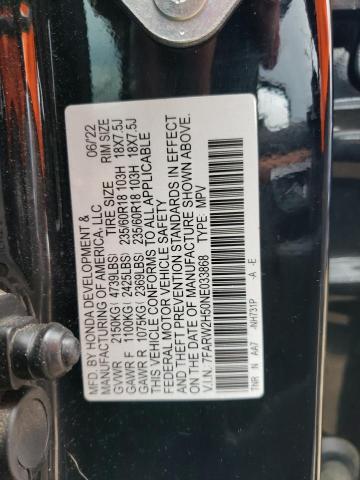 MFD. BY HONDA DEVELOPMENT & 06/22
MANUFACTURING OF AMERICA, LLC
TIRE SIZE RIM SIZE
GVWR 2150KG( 4739LBS)
GAWR F 1100KG( 2425LBS) 235/60R18 103H 18X7.5J
GAWR R 1075KG( 2369LBS) 235/60R18 103H 18X7.5J
THIS VEHICLE CONFORMS TO ALL APPLICABLE
FEDERAL MOTOR VEHICLE SAFETY
AND THEFT PREVENTION STANDARDS IN EFFECT
ON THE DATE OF MANUFACTURE SHOWN ABOVE.
V.I.N. 7FARW2H50NE033868 TYPE: MPV
TNR N AA7 -NH731P -A -E